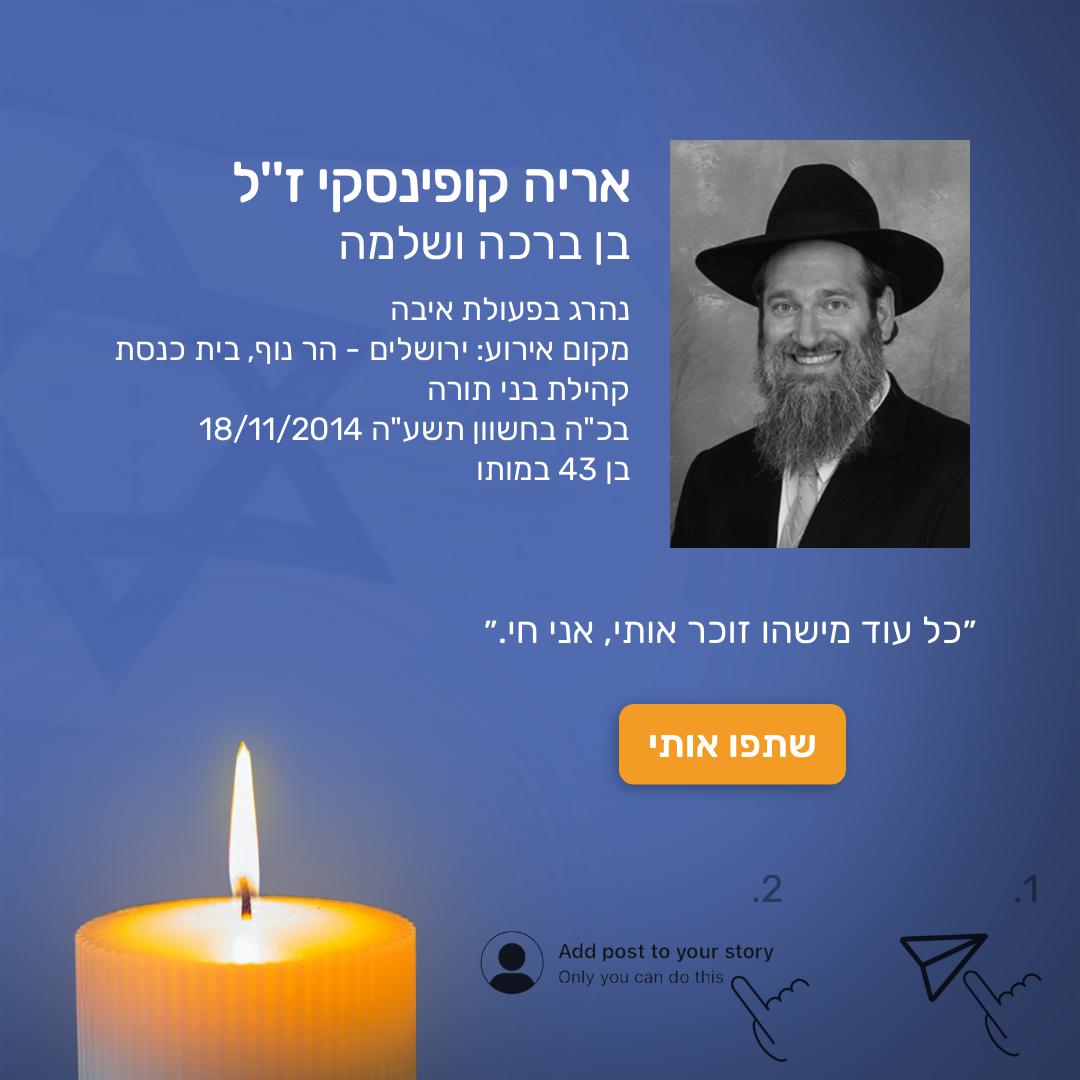 אריה קופינסקי ז"ל
בן ברכה ושלמה
נהרג בפעולת איבה
מקום אירוע: ירושלים - הר נוף, בית כנסת
קהילת בני תורה
בכ"ה בחשוון תשע"ה 18/11/2014
בן 43 במותו
״כל עוד מישהו זוכר אותי, אני חי.״
שתפו אותי
1.
2.
Add post to your story
Only you can do this